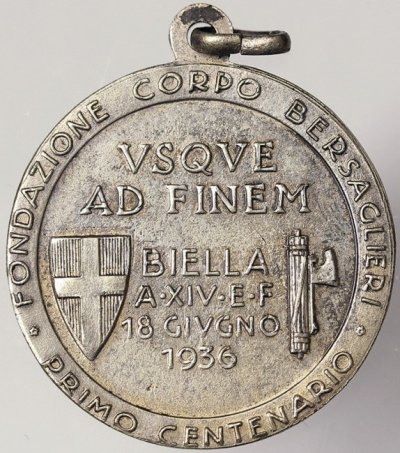 FONDAZIONE CORPO BERSAGLIERI
VSQVE
AD FINEM
BIELLA
A·XIV·E·F
18 GIVGNO
1936
* PRIMO CENTENARIO *